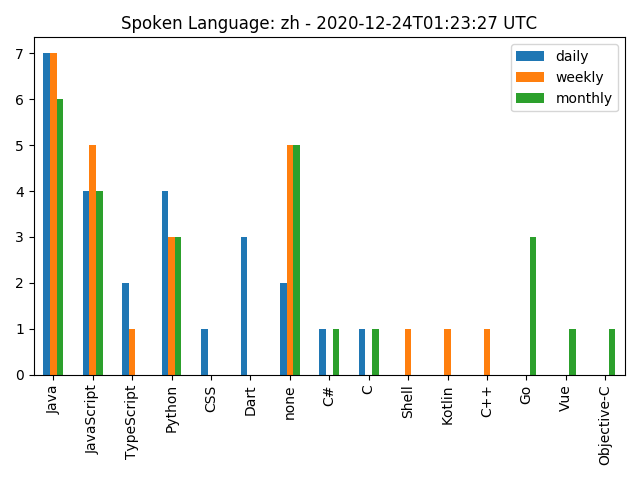 Spoken Language: zh - 2020-12-24T01:23:27 UTC
daily
weekly
monthly
7
6
5
4
3
2
1
0
Java
JavaScript
TypeScript
Python
CSS
Dart
none
C#
C
Shell
Kotlin
C++
Go
Vue
Objective-C